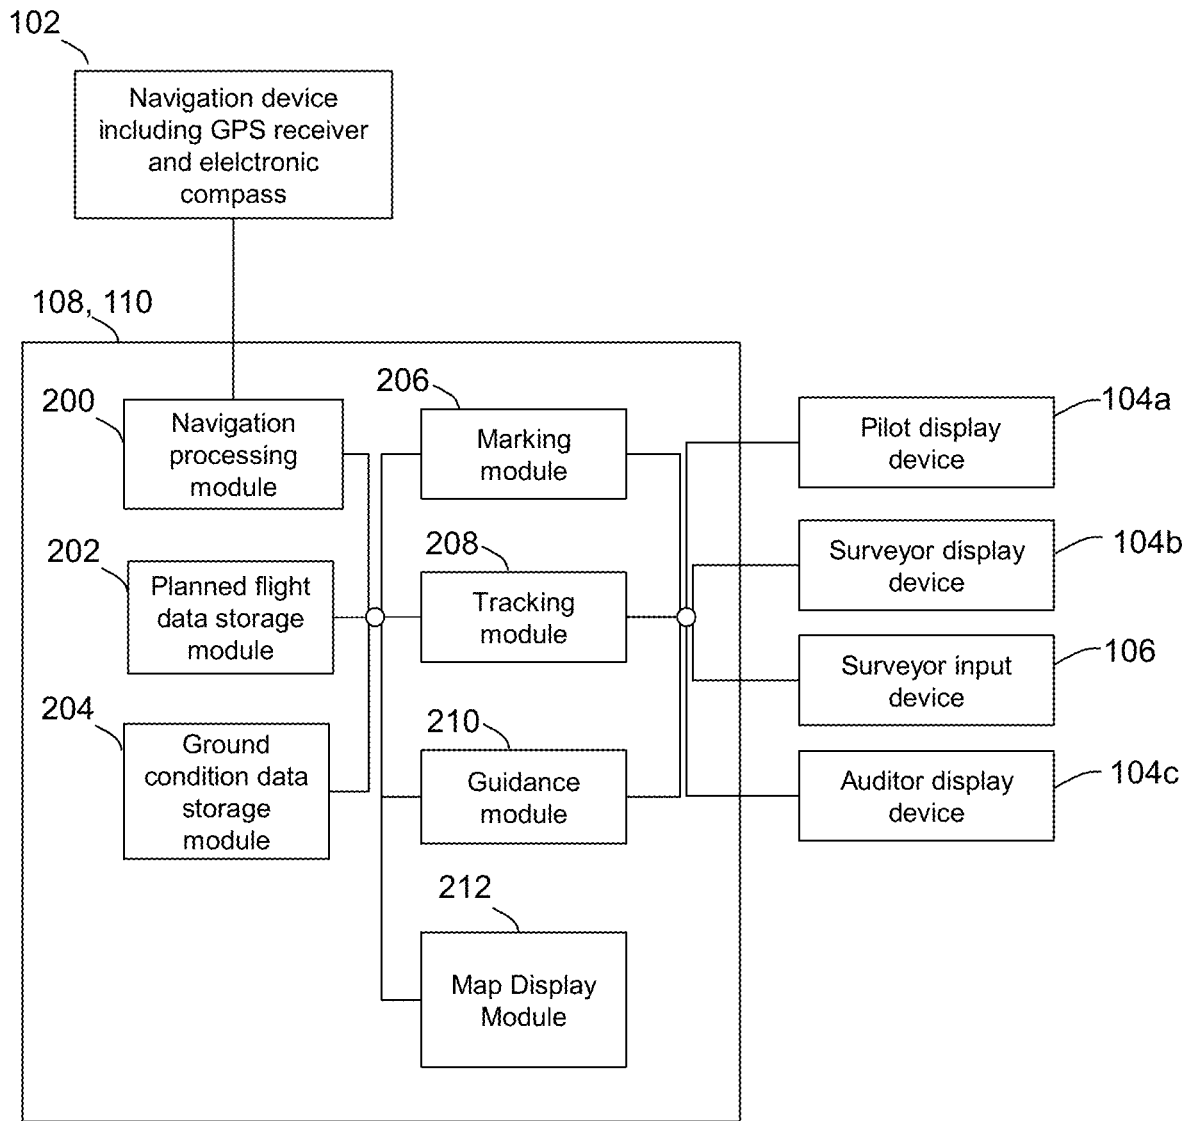 102
Navigation device
including GPS receiver
and elelctronic
compass
108, 110
200
Navigation
processing
module
202
Planned flight
data storage
module
204
Ground
condition data
storage
module
206
Marking
module
208
Tracking
module
210
Guidance
module
212
Map Display
Module
104a
Pilot display
device
104b
Surveyor display
device
106
Surveyor input
device
104c
Auditor display
device